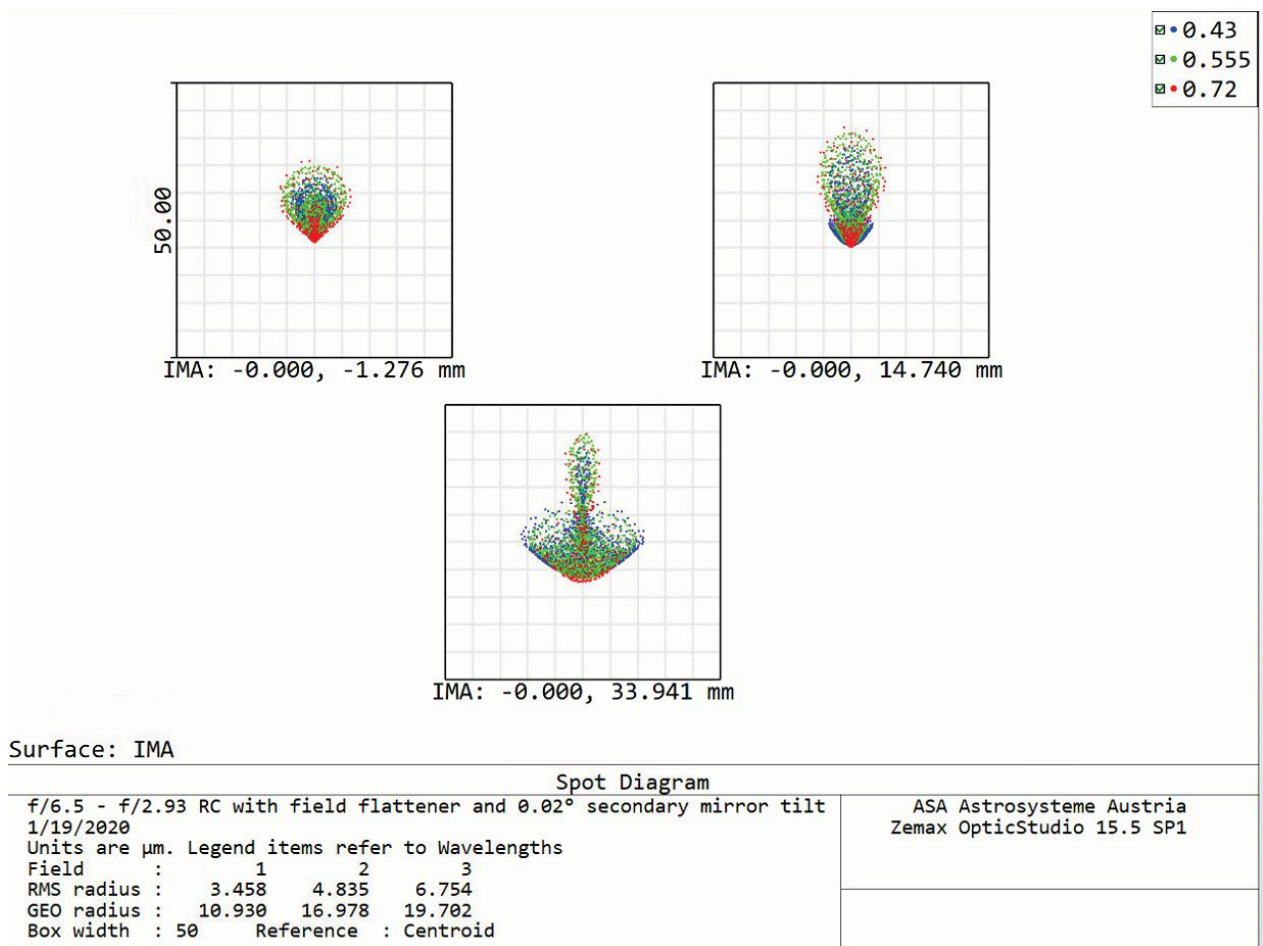 0.43
0.555
0.72
50.00
IMA: -0.000, -1.276 mm
IMA: -0.000, 14.740 mm
IMA: -0.000, 33.941 mm
Surface: IMA
Spot Diagram
f/6.5 - f/2.93 RC with field flattener and 0.02° secondary mirror tilt
1/19/2020
Units are µm. Legend items refer to Wavelengths
Field : 1 2 3
RMS radius : 3.458 4.835 6.754
GEO radius : 10.930 16.978 19.702
Box width : 50 Reference : Centroid
ASA Astrosysteme Austria
Zemax OpticStudio 15.5 SP1